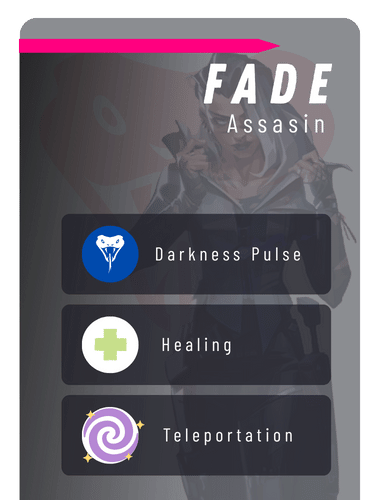 FADE
Assasin
Darkness Pulse
Healing
Teleportation